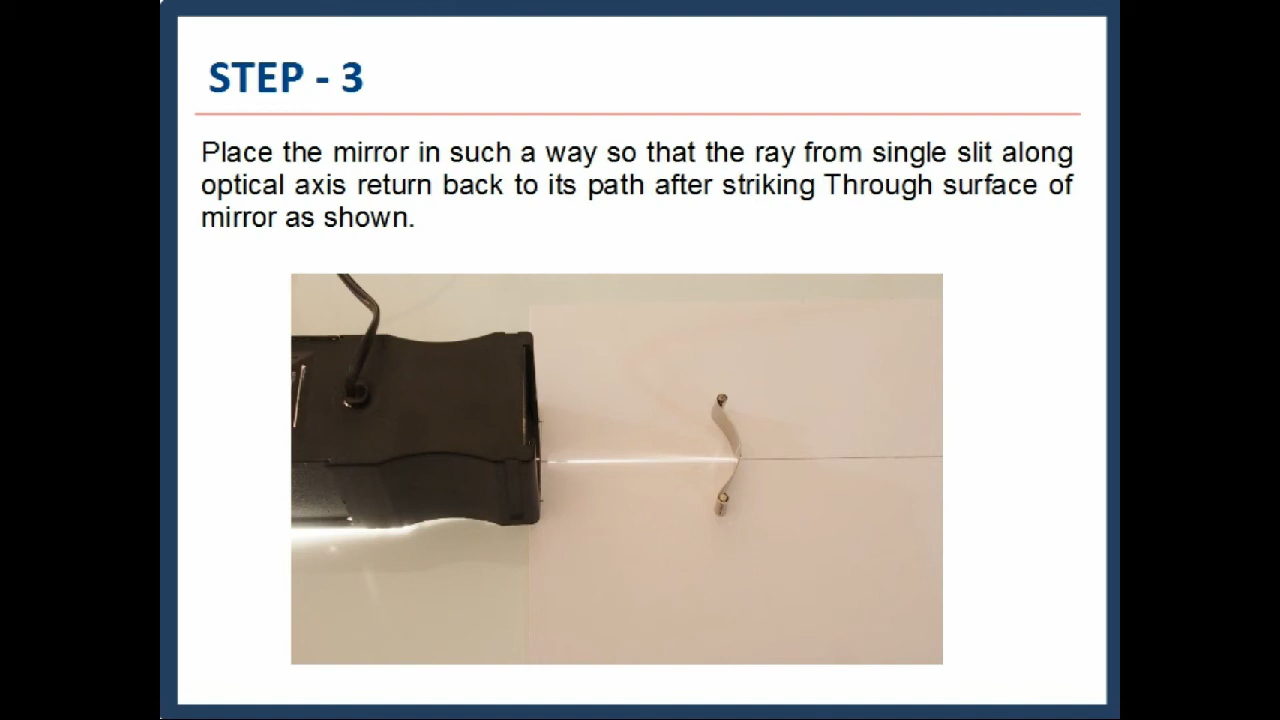 STEP - 3
Place the mirror in such a way so that the ray from single slit along
optical axis return back to its path after striking Through surface of
mirror as shown.